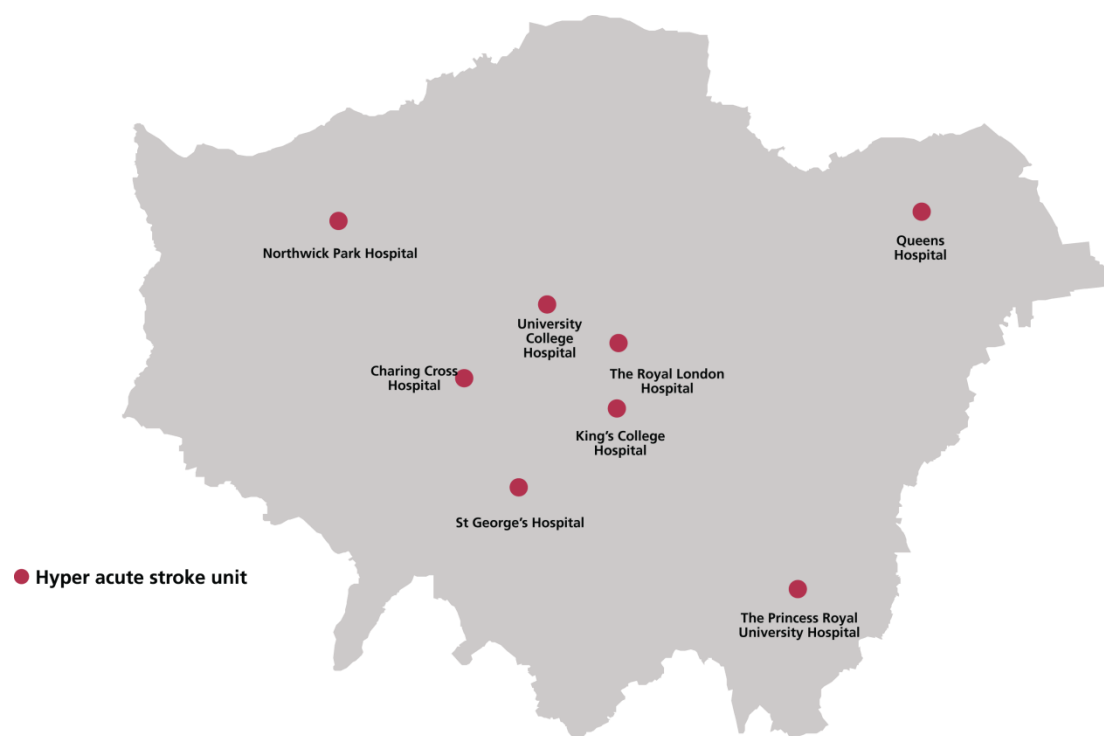 Northwick Park Hospital
Queens
Hospital
University
College
Hospital
Charing Cross
Hospital
The Royal London
Hospital
King’s College
Hospital
St George’s Hospital
Hyper acute stroke unit
The Princess Royal
University Hospital